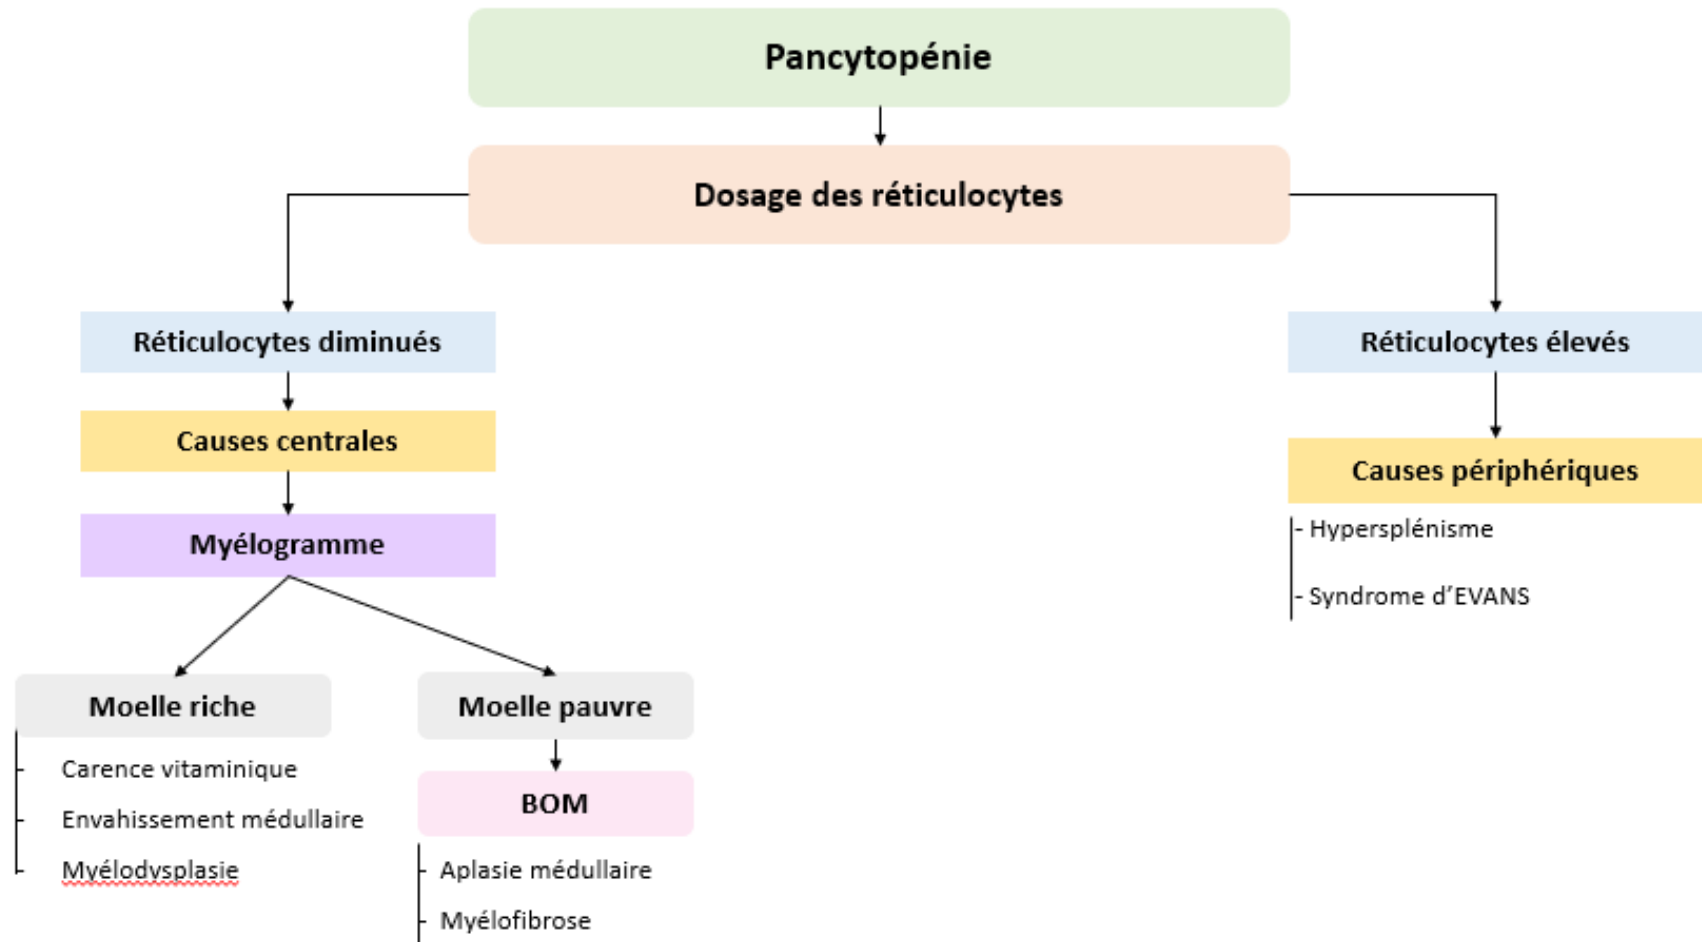 Pancytopénie
Dosage des réticulocytes
Réticulocytes diminués
Réticulocytes élevés
Causes centrales
Causes périphériques
Myélogramme
- Hypersplénisme
- Syndrome d’EVANS
Moelle riche
Moelle pauvre
- Carence vitaminique
- Envahissement médullaire
- Myélodysplasie
BOM
- Aplasie médullaire
- Myélofibrose